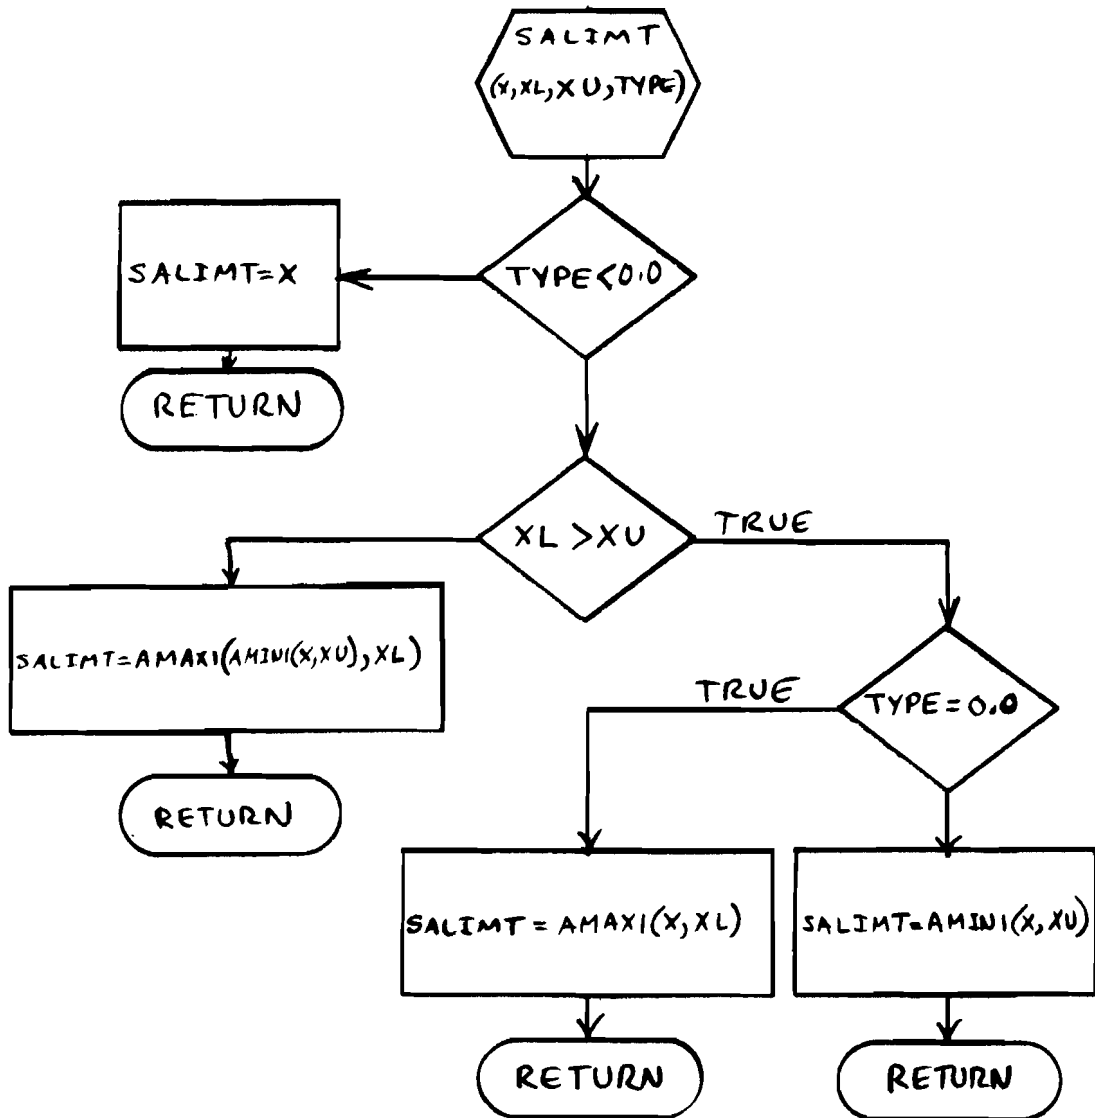 SALIMT
(X,XL,XU,TYPE)
TYPE<0.0
SALIMT=X
RETURN
XL>XU
TRUE
SALIMT=AMAX1(AMIN1(X,XU),XL)
RETURN
TYPE=0.0
TRUE
SALIMT=AMAX1(X,XL)
RETURN
SALIMT=AMIN1(X,XU)
RETURN